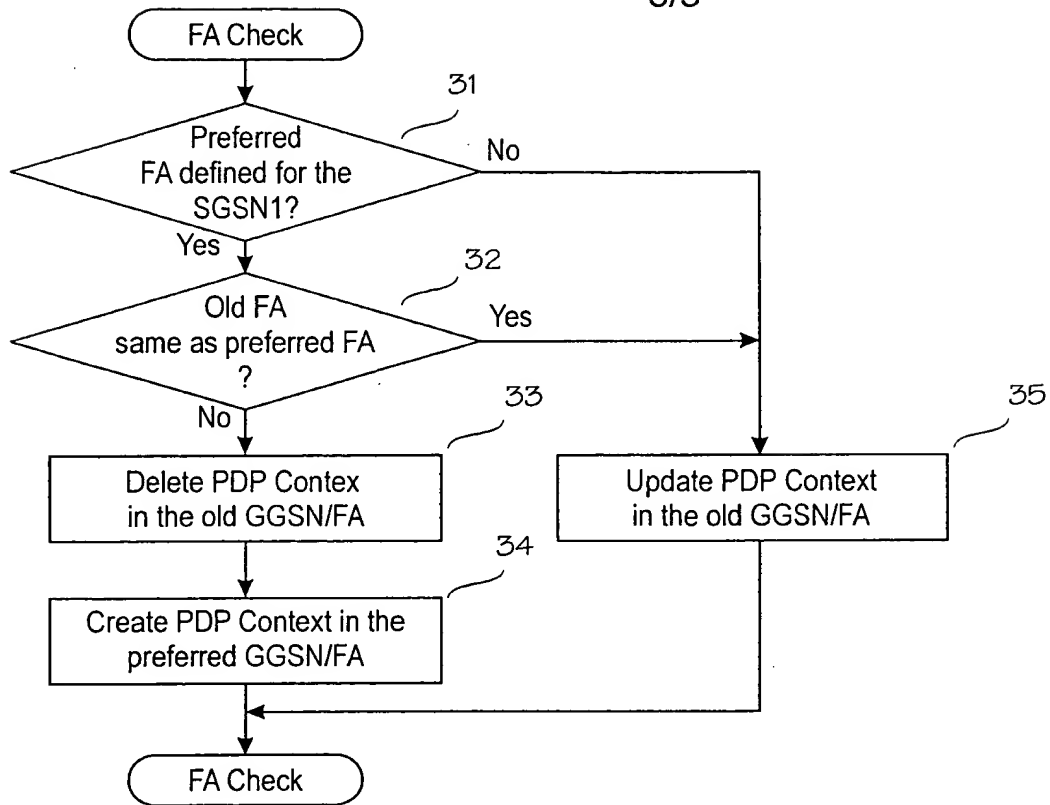 FA Check
31
Preferred
FA defined for the
SGSN1?
No
Yes
32
Old FA
same as preferred FA
?
Yes
No
33
Delete PDP Contex
in the old GGSN/FA
35
Update PDP Context
in the old GGSN/FA
34
Create PDP Context in the
preferred GGSN/FA
FA Check